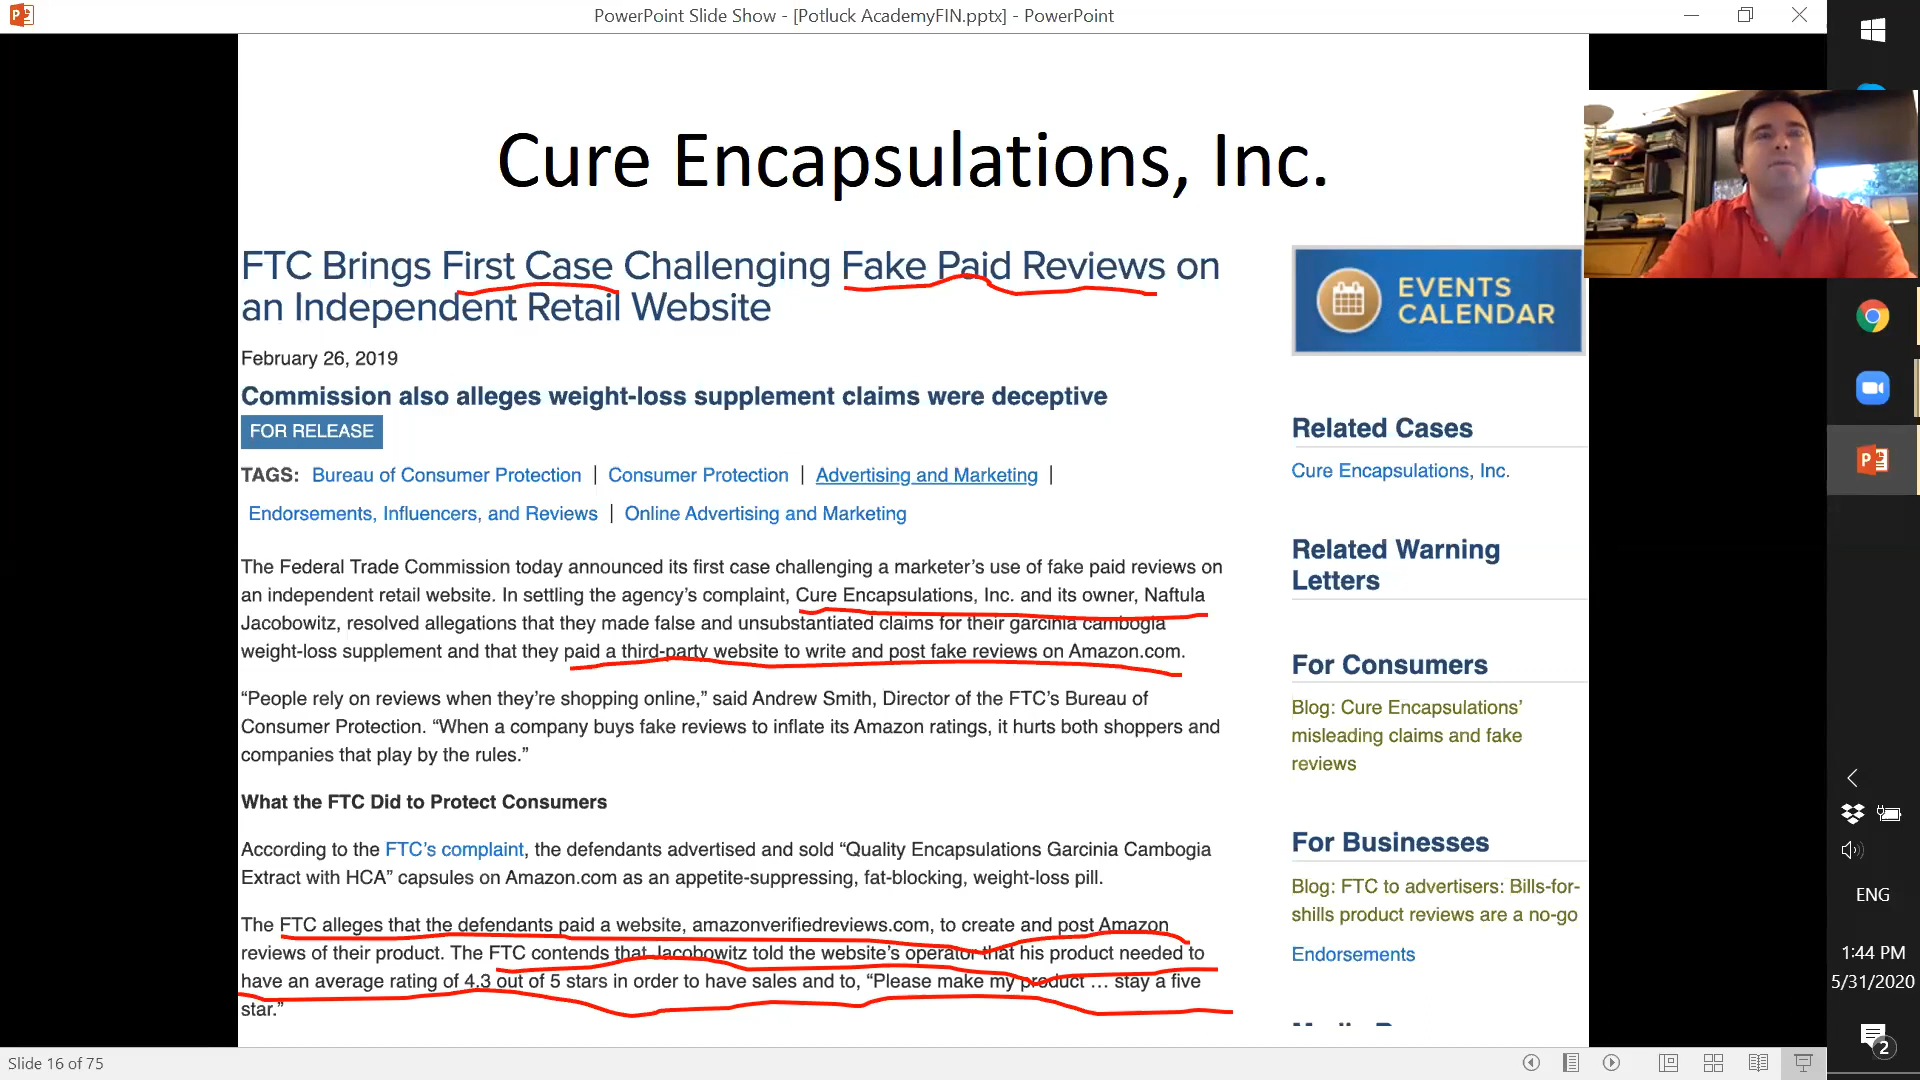 PowerPoint Slide Show - [Potluck AcademyFIN.pptx] - PowerPoint
Cure Encapsulations, Inc.
FTC Brings First Case Challenging Fake Paid Reviews on
an Independent Retail Website
February 26, 2019
Commission also alleges weight-loss supplement claims were deceptive
FOR RELEASE
TAGS: Bureau of Consumer Protection | Consumer Protection | Advertising and Marketing |
Endorsements, Influencers, and Reviews | Online Advertising and Marketing
The Federal Trade Commission today announced its first case challenging a marketer’s use of fake paid reviews on
an independent retail website. In settling the agency’s complaint, Cure Encapsulations, Inc. and its owner, Naftula
Jacobowitz, resolved allegations that they made false and unsubstantiated claims for their garcinia cambogia
weight-loss supplement and that they paid a third-party website to write and post fake reviews on Amazon.com.
“People rely on reviews when they’re shopping online,” said Andrew Smith, Director of the FTC’s Bureau of
Consumer Protection. “When a company buys fake reviews to inflate its Amazon ratings, it hurts both shoppers and
companies that play by the rules.”
What the FTC Did to Protect Consumers
According to the FTC’s complaint, the defendants advertised and sold “Quality Encapsulations Garcinia Cambogia
Extract with HCA” capsules on Amazon.com as an appetite-suppressing, fat-blocking, weight-loss pill.
The FTC alleges that the defendants paid a website, amazonverifiedreviews.com, to create and post Amazon
reviews of their product. The FTC contends that Jacobowitz told the website’s operator that his product needed to
have an average rating of 4.3 out of 5 stars in order to have sales and to, “Please make my product … stay a five
star.”
EVENTS
CALENDAR
Related Cases
Cure Encapsulations, Inc.
Related Warning
Letters
For Consumers
Blog: Cure Encapsulations’
misleading claims and fake
reviews
For Businesses
Blog: FTC to advertisers: Bills-for-
shills product reviews are a no-go
Endorsements
ENG
1:44 PM
5/31/2020
2
Slide 16 of 75